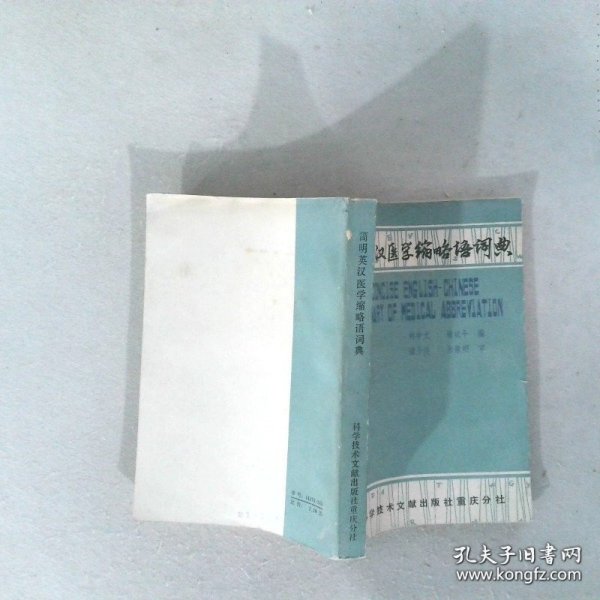 简明英汉医学缩略语词典
科学技术文献出版社重庆分社
汉医学缩略语词典
NCISE ENGLISH-CHINESE
ARY OF MEDICAL ABBREVIATION
编
学技术文献出版社重庆分社
孔夫子旧书网
www.kongfz.com